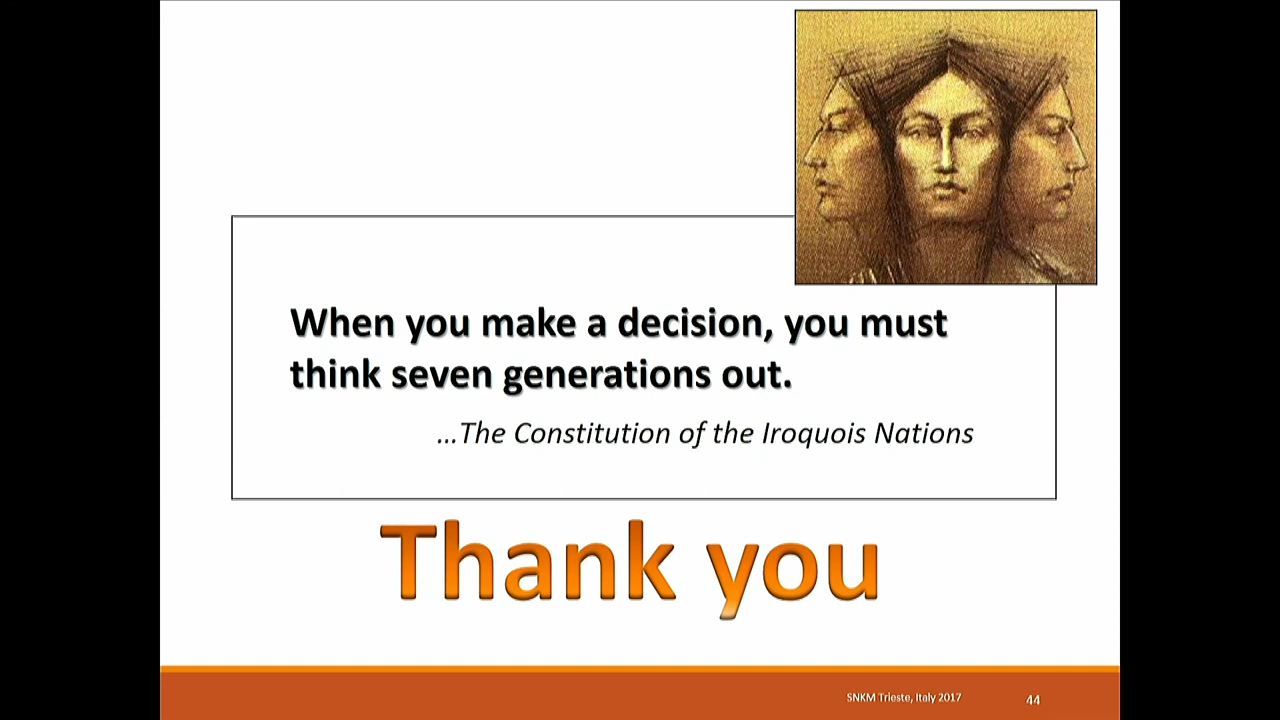 When you make a decision, you must
think seven generations out.
…The Constitution of the Iroquois Nations
Thank you
SNKM Trieste, Italy 2017
44